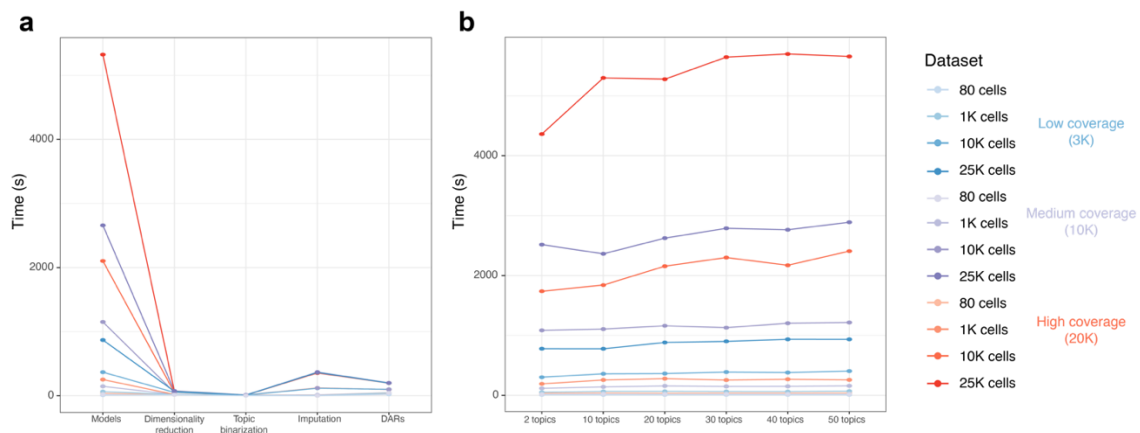 a
Time (s)
4000
2000
0
Models
Dimensionality
reduction
Topic
binarization
Imputation
DARs
b
Time (s)
4000
2000
0
2 topics
10 topics
20 topics
30 topics
40 topics
50 topics
Dataset
80 cells
1K cells
10K cells
25K cells
Low coverage
(3K)
80 cells
1K cells
10K cells
25K cells
Medium coverage
(10K)
80 cells
1K cells
10K cells
25K cells
High coverage
(20K)